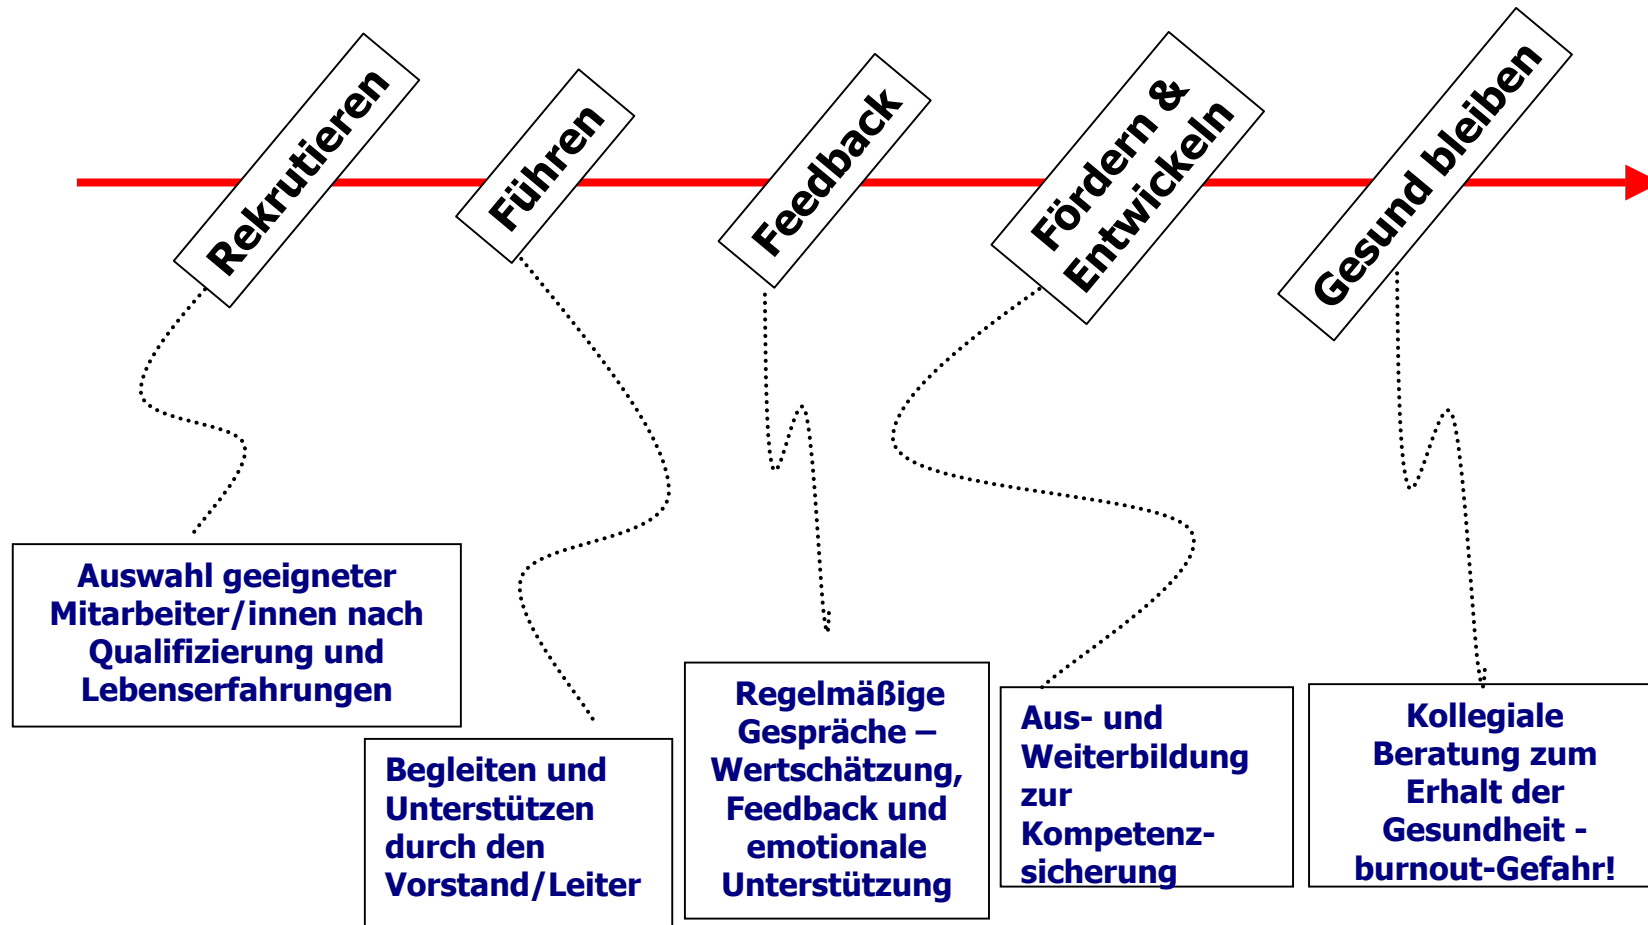 Rekrutieren
Führen
Feedback
Fördern &
Entwickeln
Gesund bleiben
Auswahl geeigneter
Mitarbeiter/innen nach
Qualifizierung und
Lebenserfahrungen
Begleiten und
Unterstützen
durch den
Vorstand/Leiter
Regelmäßige
Gespräche –
Wertschätzung,
Feedback und
emotionale
Unterstützung
Aus- und
Weiterbildung
zur
Kompetenz-
sicherung
Kollegiale
Beratung zum
Erhalt der
Gesundheit -
burnout-Gefahr!